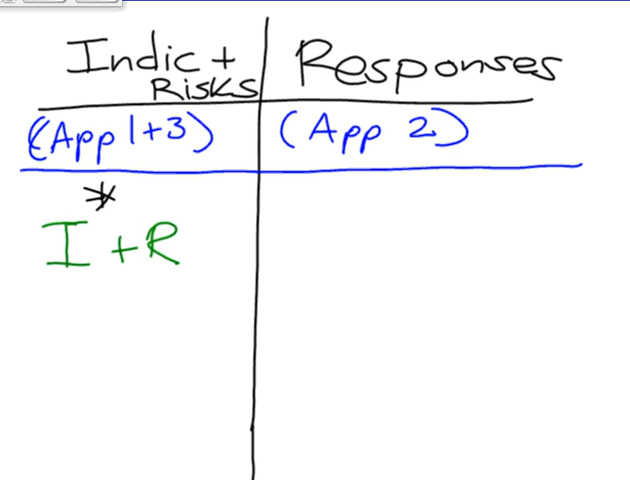 Indic + Responses
Risks
(App 1+3) (App 2)
*
I + R